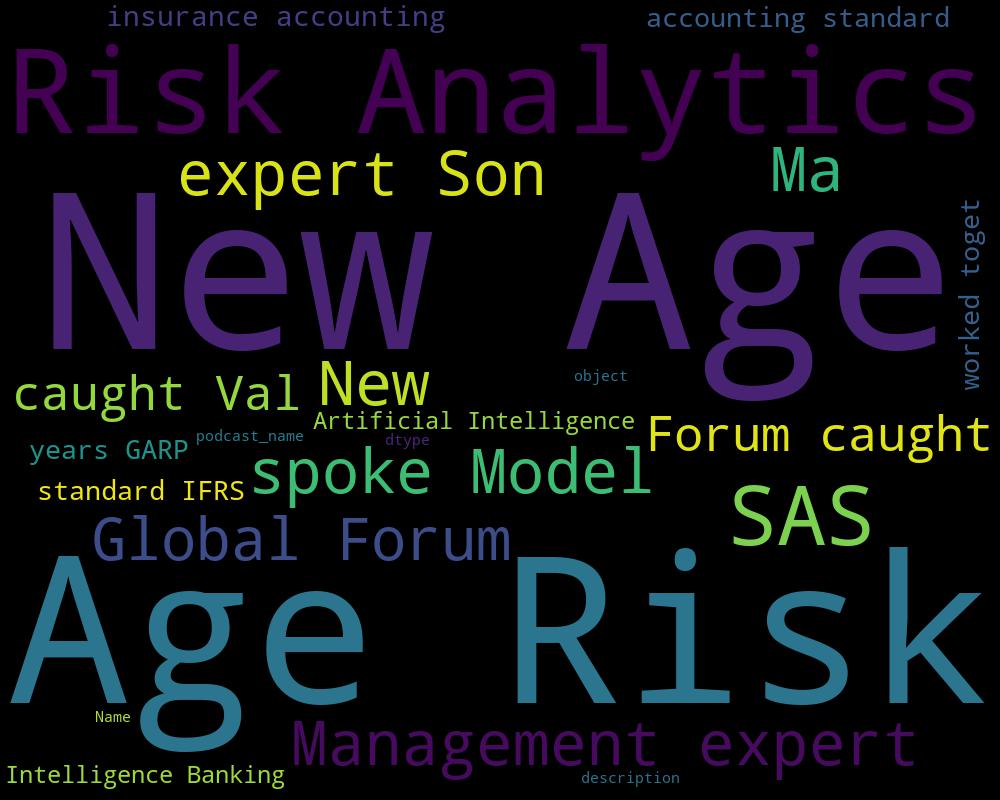 insurance accounting
accounting standard
Risk Analytics
expert Son
Ma
New Age
worked toget
caught Val
New
object
Artificial Intelligence
Forum caught
podcast_name
dtype
years GARP
spoke Model
standard IFRS
SAS
Global Forum
Age Risk
Name
Management expert
Intelligence Banking
description